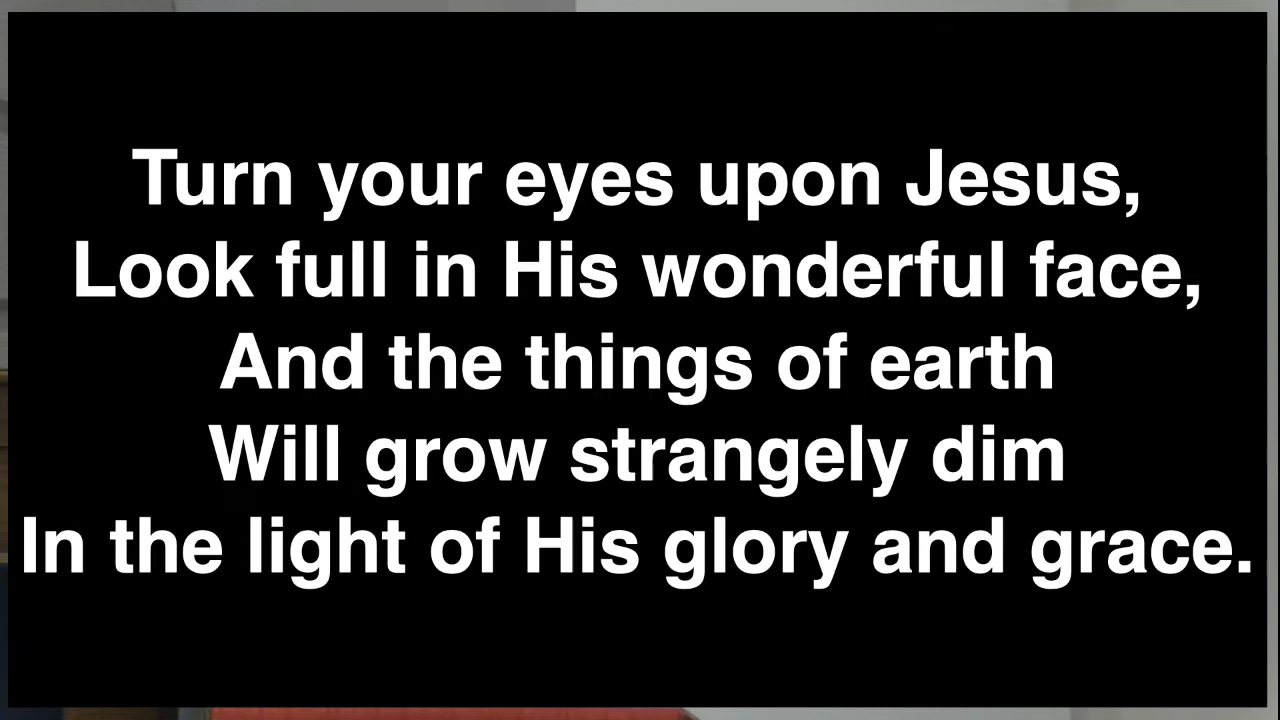 Turn your eyes upon Jesus,
Look full in His wonderful face,
And the things of earth
Will grow strangely dim
In the light of His glory and grace.